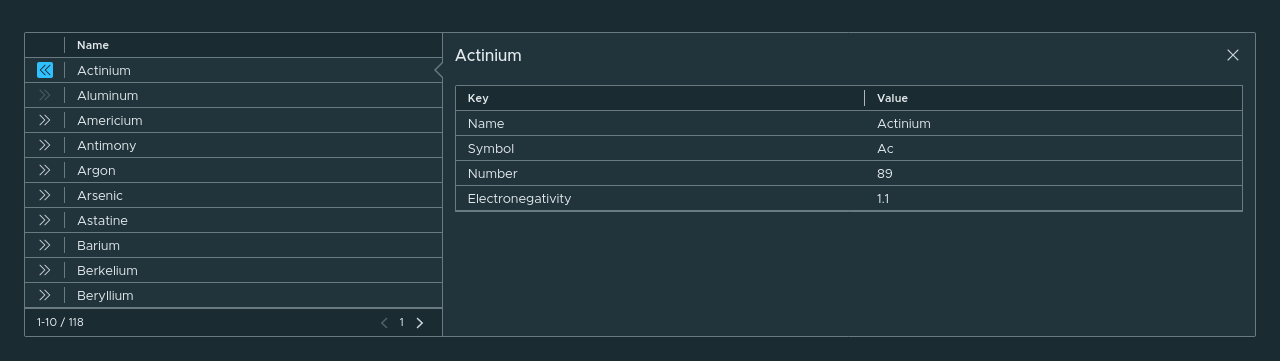 Name
Actinium
Aluminum
Americium
Antimony
Argon
Arsenic
Astatine
Barium
Berkelium
Beryllium
1-10 / 118
1
Actinium
Key Value
Name Actinium
Symbol Ac
Number 89
Electronegativity 1.1